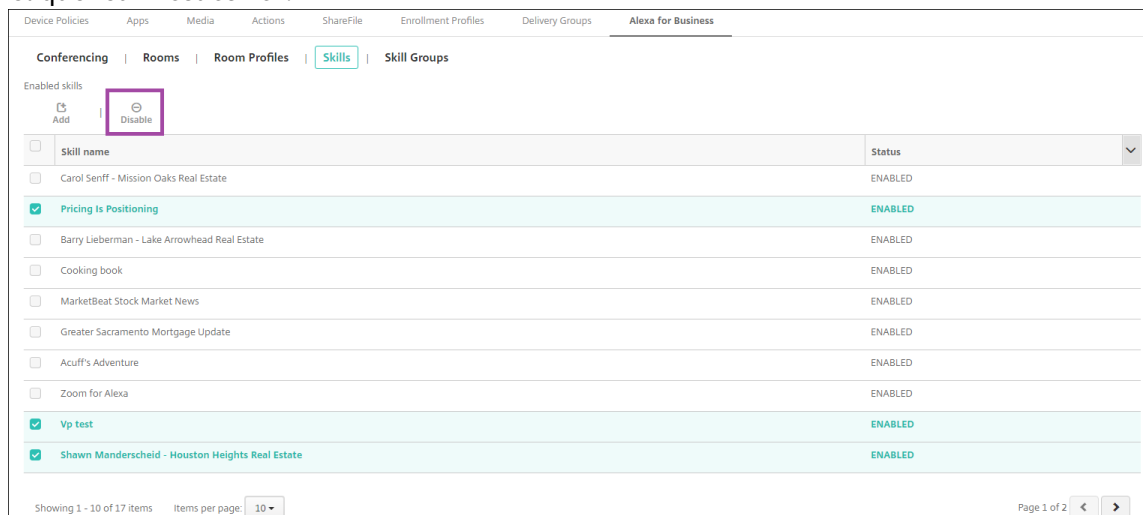 Device Policies Apps Media Actions ShareFile Enrollment Profiles Delivery Groups Alexa for Business
Conferencing | Rooms | Room Profiles | Skills | Skill Groups
Enabled skills
Add | Disable
Skill name Status
Carol Senff - Mission Oaks Real Estate ENABLED
Pricing Is Positioning ENABLED
Barry Lieberman - Lake Arrowhead Real Estate ENABLED
Cooking book ENABLED
MarketBeat Stock Market News ENABLED
Greater Sacramento Mortgage Update ENABLED
Acuff's Adventure ENABLED
Zoom for Alexa ENABLED
Vp test ENABLED
Shawn Manderscheid - Houston Heights Real Estate ENABLED
Showing 1 - 10 of 17 items Items per page: 10 Page 1 of 2